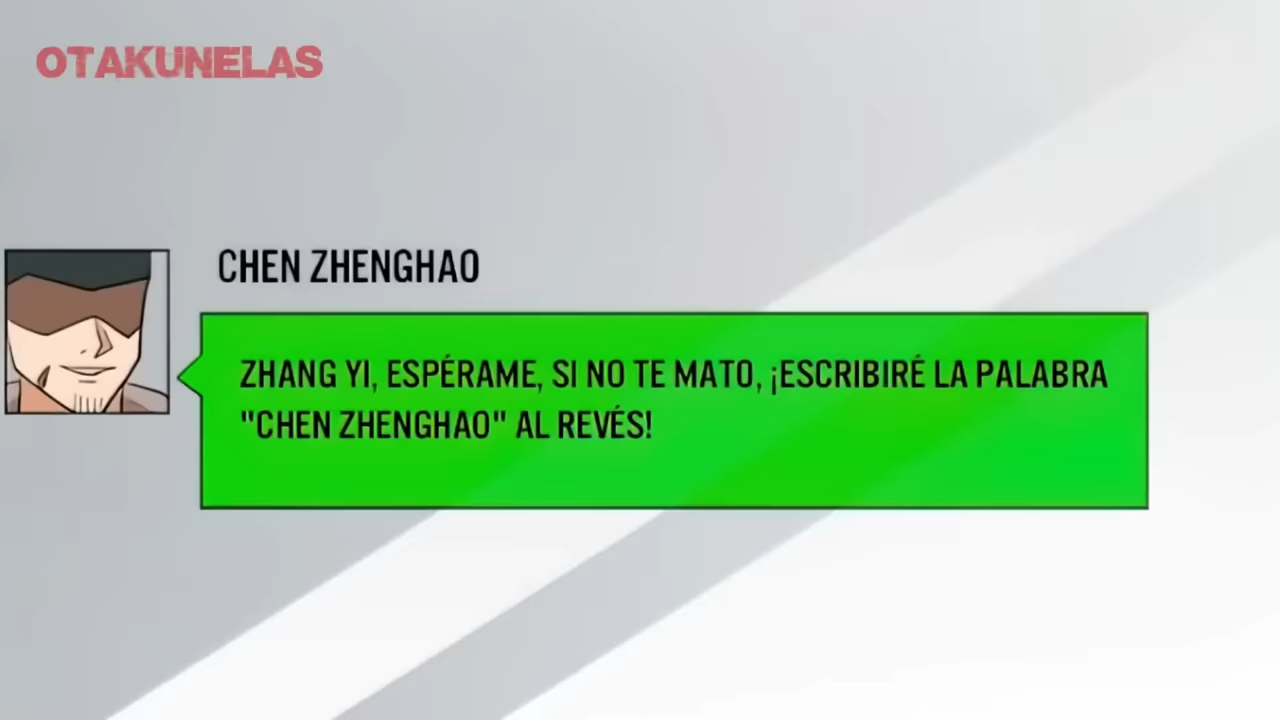 OTAKUNELAS
CHEN ZHENGHAO
ZHANG YI, ESPÉRAME, SI NO TE MATO, ¡ESCRIBIRÉ LA PALABRA
"CHEN ZHENGHAO" AL REVÉS!